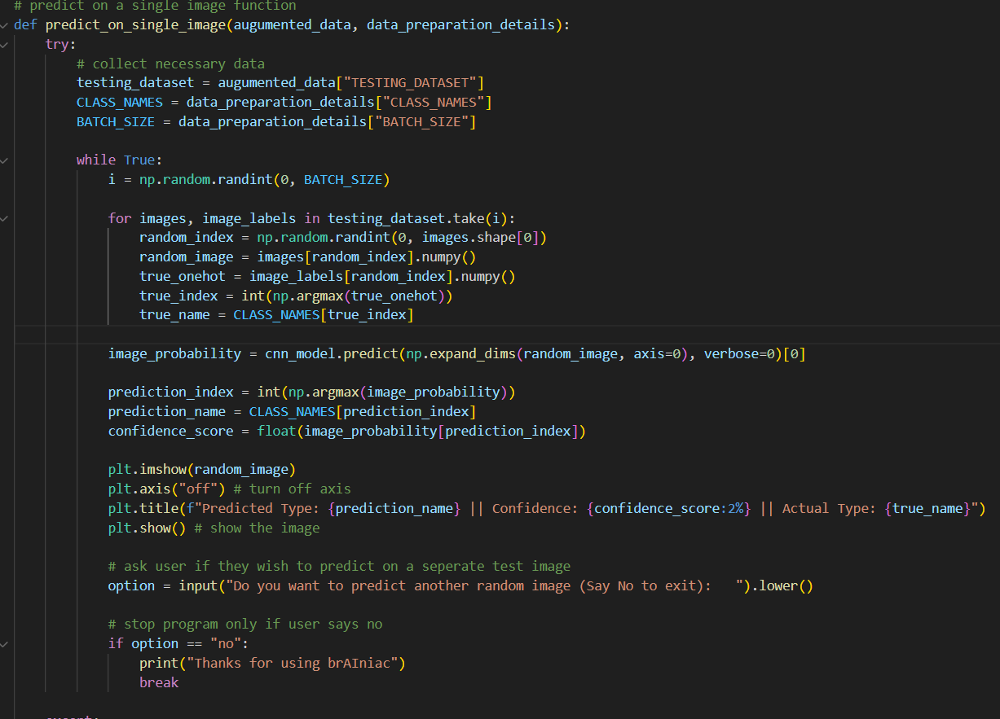 # predict on a single image function
def predict_on_single_image(augumented_data, data_preparation_details):
    try:
        # collect necessary data
        testing_dataset = augumented_data["TESTING_DATASET"]
        CLASS_NAMES = data_preparation_details["CLASS_NAMES"]
        BATCH_SIZE = data_preparation_details["BATCH_SIZE"]
        while True:
            i = np.random.randint(0, BATCH_SIZE)
            for images, image_labels in testing_dataset.take(i):
                random_index = np.random.randint(0, images.shape[0])
                random_image = images[random_index].numpy()
                true_onehot = image_labels[random_index].numpy()
                true_index = int(np.argmax(true_onehot))
                true_name = CLASS_NAMES[true_index]
            image_probability = cnn_model.predict(np.expand_dims(random_image, axis=0), verbose=0)[0]
            prediction_index = int(np.argmax(image_probability))
            prediction_name = CLASS_NAMES[prediction_index]
            confidence_score = float(image_probability[prediction_index])
            plt.imshow(random_image)
            plt.axis("off") # turn off axis
            plt.title(f"Predicted Type: {prediction_name} || Confidence: {confidence_score:2%} || Actual Type: {true_name}")
            plt.show() # show the image
            # ask user if they wish to predict on a seperate test image
            option = input("Do you want to predict another random image (Say No to exit):   ").lower()
            # stop program only if user says no
            if option == "no":
                print("Thanks for using brAIniac")
                break